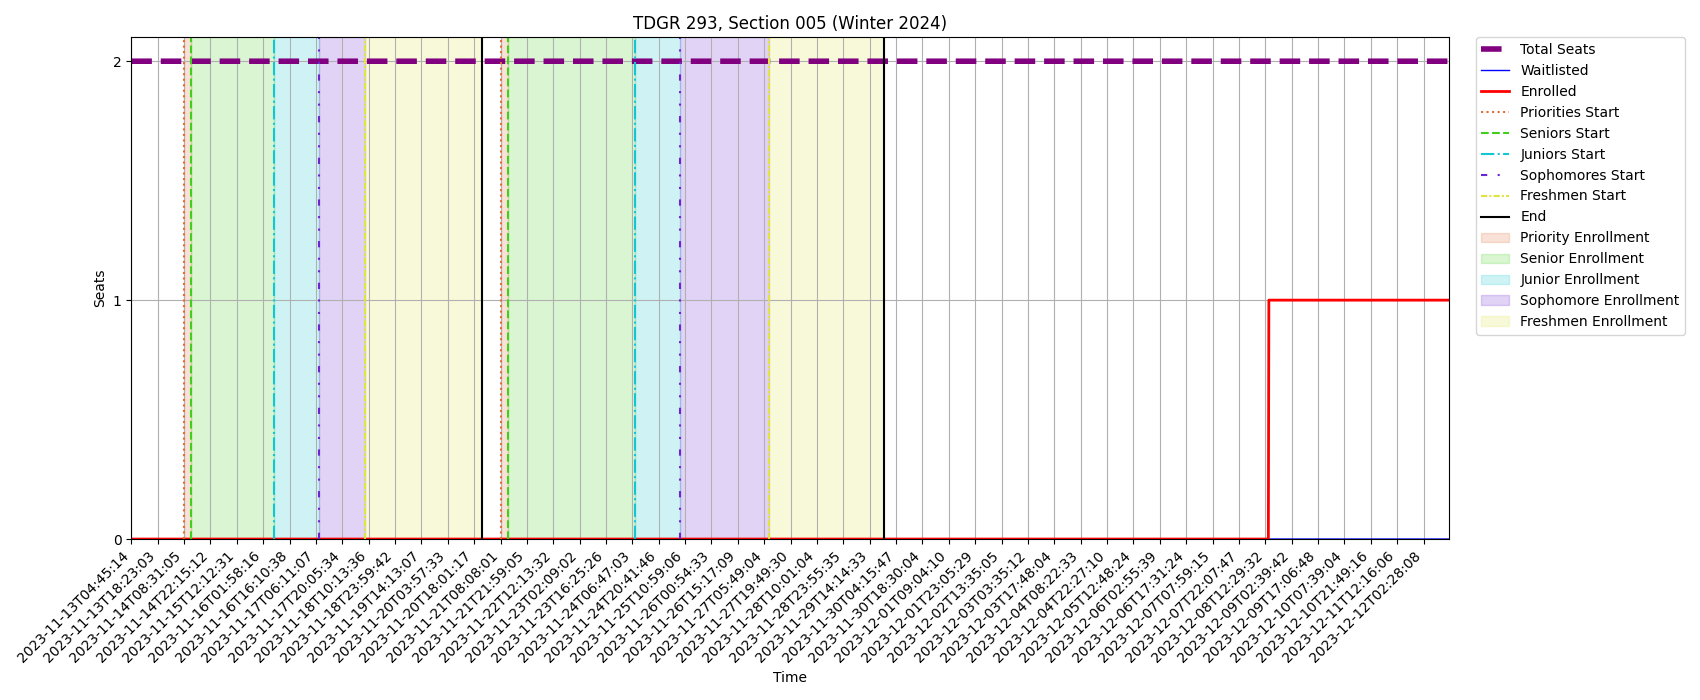 TDGR 293, Section 005 (Winter 2024)
Total Seats
Waitlisted
Enrolled
Priorities Start
Seniors Start
Juniors Start
Sophomores Start
Freshmen Start
End
Priority Enrollment
Senior Enrollment
Junior Enrollment
Sophomore Enrollment
Freshmen Enrollment
Seats
2
1
0
2023-11-13T04:45:14
2023-11-13T18:23:03
2023-11-14T08:31:05
2023-11-14T22:15:12
2023-11-15T12:12:31
2023-11-16T01:58:16
2023-11-16T16:10:38
2023-11-17T06:11:07
2023-11-17T20:05:34
2023-11-18T10:13:36
2023-11-18T23:59:42
2023-11-19T14:13:07
2023-11-20T03:57:33
2023-11-20T18:01:17
2023-11-21T08:08:01
2023-11-21T21:59:05
2023-11-22T12:13:32
2023-11-23T02:09:02
2023-11-23T16:25:26
2023-11-24T06:47:03
2023-11-24T20:41:46
2023-11-25T10:59:06
2023-11-26T00:54:33
2023-11-26T15:17:09
2023-11-27T05:49:04
2023-11-27T19:49:30
2023-11-28T10:01:04
2023-11-28T23:55:35
2023-11-29T14:14:33
2023-11-30T04:15:47
2023-11-30T18:30:04
2023-12-01T09:04:10
2023-12-01T23:05:29
2023-12-02T13:35:05
2023-12-03T03:35:12
2023-12-03T17:48:04
2023-12-04T08:22:33
2023-12-04T22:27:10
2023-12-05T12:48:24
2023-12-06T02:55:39
2023-12-06T17:31:24
2023-12-07T07:59:15
2023-12-07T22:07:47
2023-12-08T12:29:32
2023-12-09T02:39:42
2023-12-09T17:06:48
2023-12-10T07:39:04
2023-12-10T21:49:16
2023-12-11T12:16:06
2023-12-12T02:28:08
Time